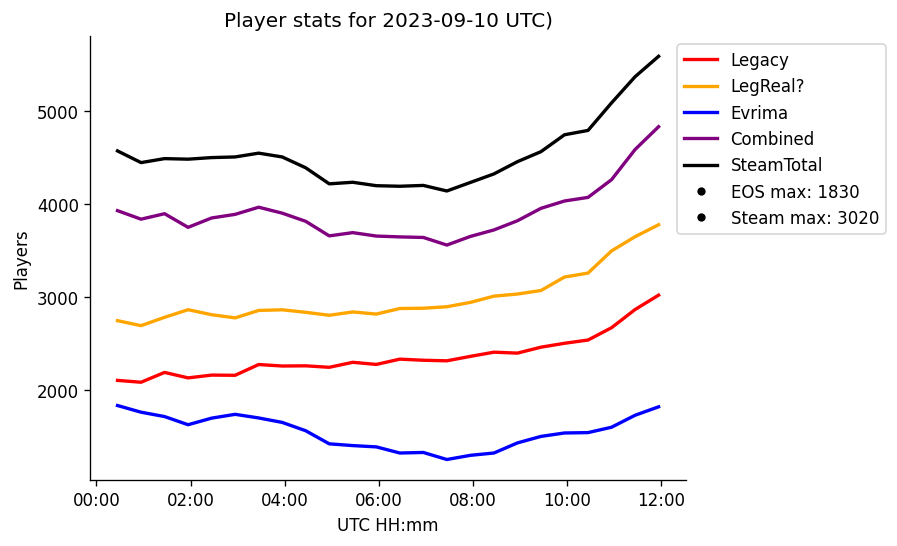 Player stats for 2023-09-10 UTC)
Legacy
LegReal?
Evrima
Combined
SteamTotal
EOS max: 1830
Steam max: 3020
Players
5000
4000
3000
2000
00:00 02:00 04:00 06:00 08:00 10:00 12:00
UTC HH:mm